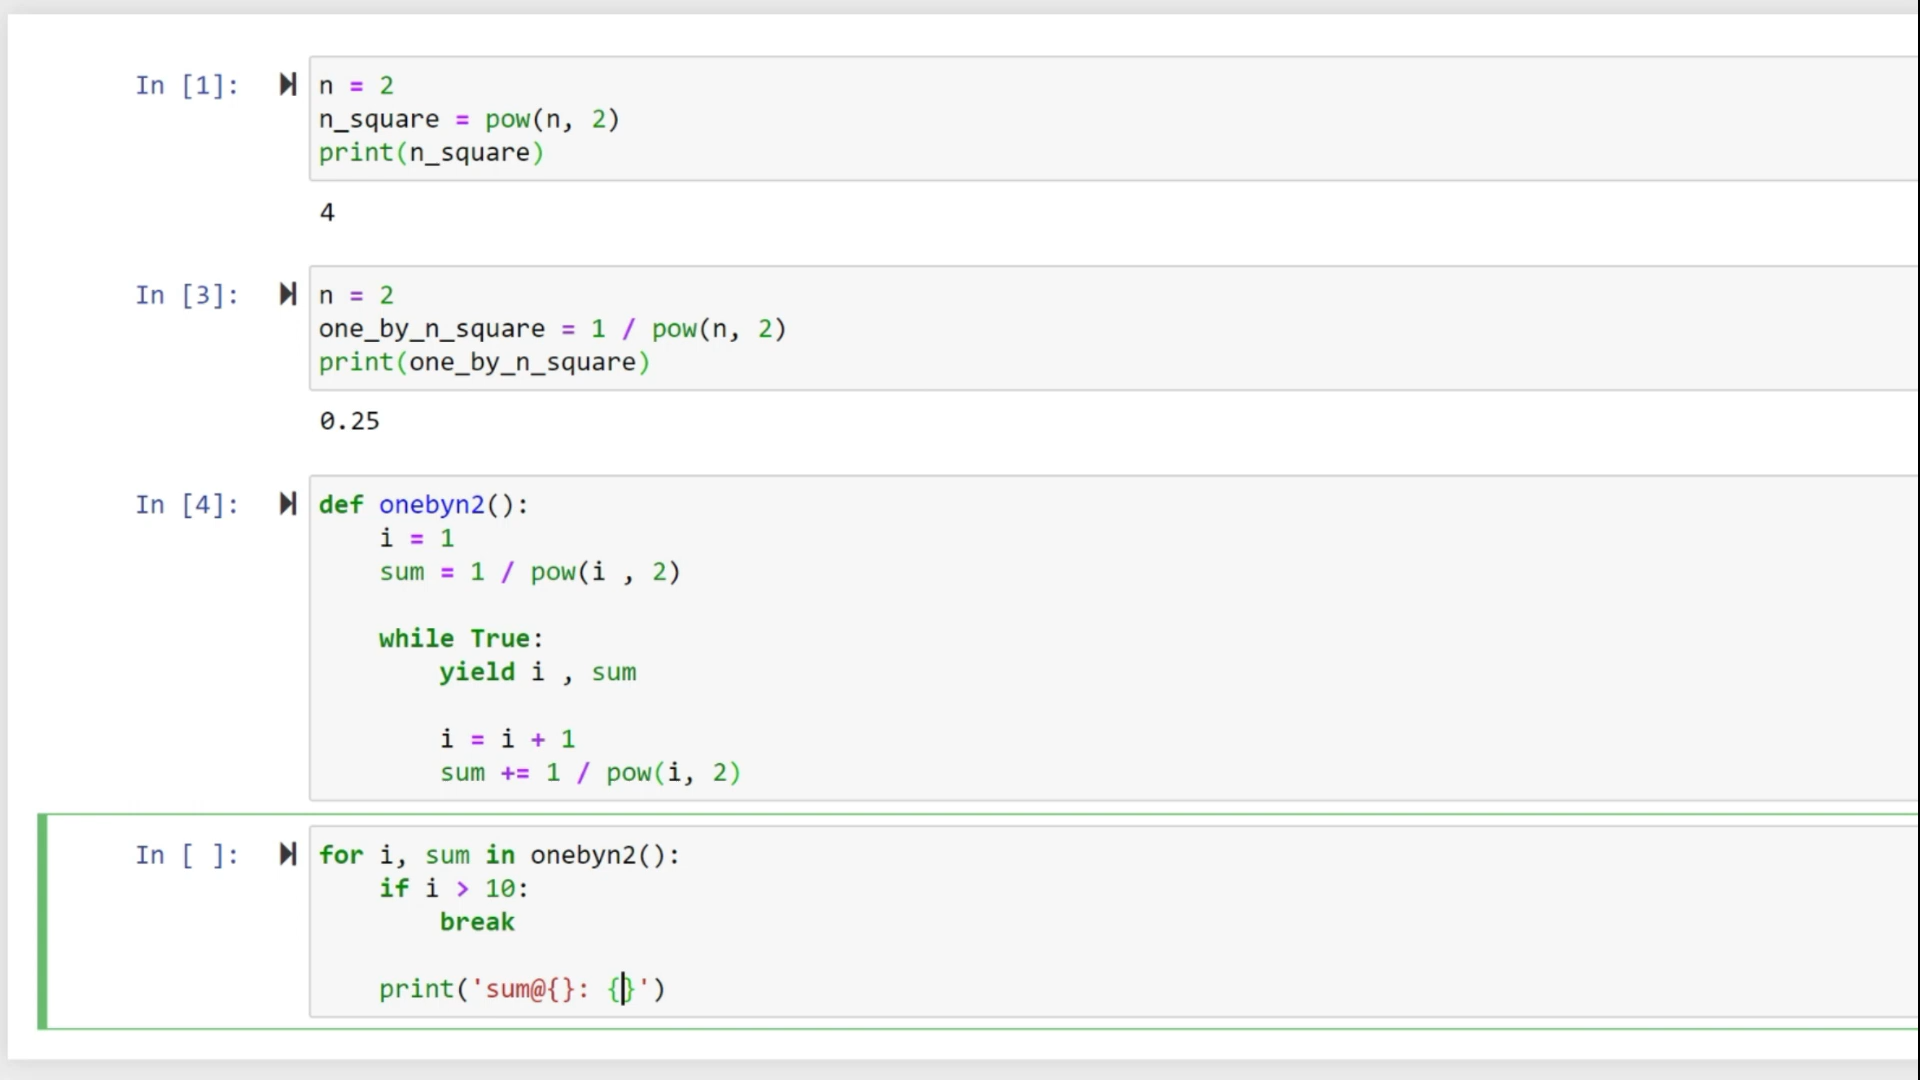 In [1]: n = 2
n_square = pow(n, 2)
print(n_square)
4
In [3]: n = 2
one_by_n_square = 1 / pow(n, 2)
print(one_by_n_square)
0.25
In [4]: def onebyn2():
    i = 1
    sum = 1 / pow(i , 2)
    while True:
        yield i , sum
        i = i + 1
        sum += 1 / pow(i, 2)
In [ ]: for i, sum in onebyn2():
    if i > 10:
        break
    print('sum@{}: {}')